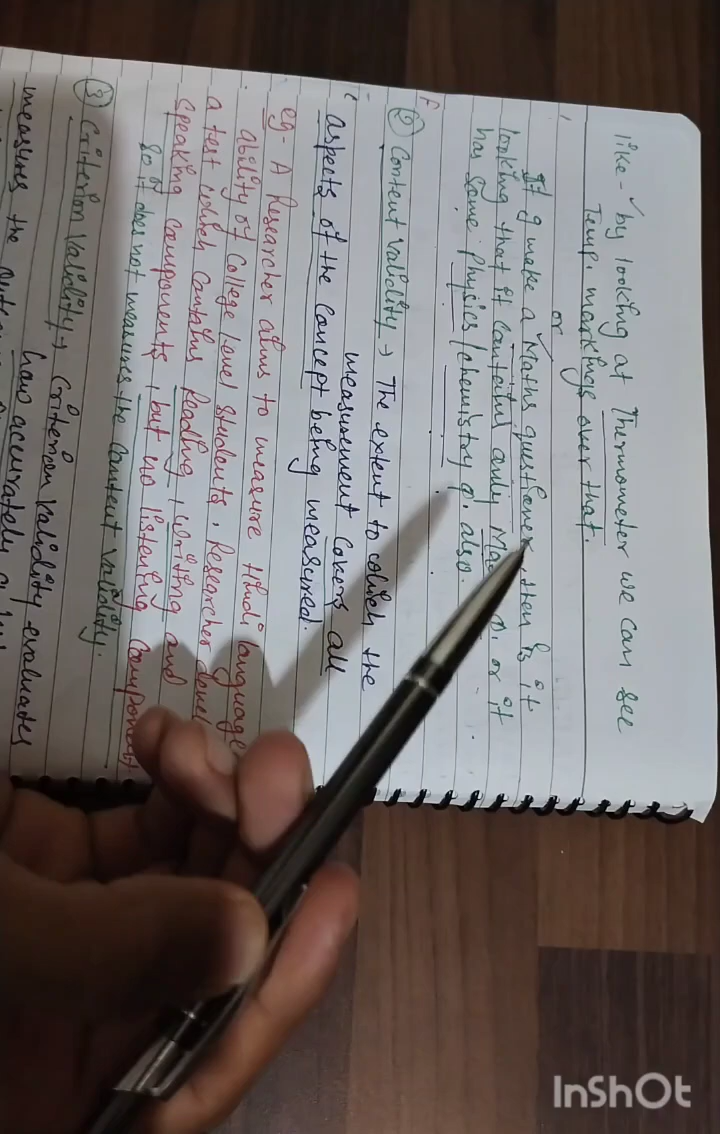 like - by looking at Thermometer we can see
Temp. markings over that.
or
If y make a Maths questioner then is it
looking that it contains only Ma Q. or it
has some physics/chemistry Q. also.
② Content validity → The extent to which the
measurement covers all
aspects of the concept being measured.
eg - A Researcher aims to measure Hindi language
ability of College level students. Researcher devel
a test which contains Reading, writing and
speaking components, but no listening component
so it does not measures the content validity.
③ Criterion Validity → Criterion Validity evaluates
how accurately a
measures the
InShOt